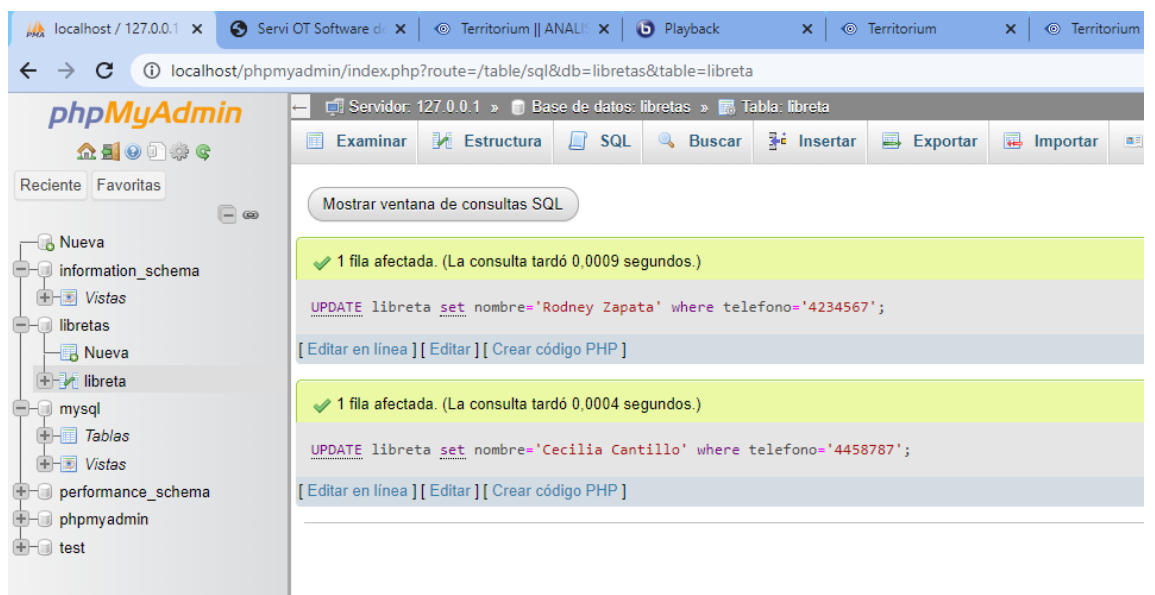 localhost / 127.0.0.1
Servi OT Software d
Territorium || ANALIS
Playback
Territorium
Territorium
localhost/phpmyadmin/index.php?route=/table/sql&db=libretas&table=libreta
phpMyAdmin
Reciente Favoritas
Nueva
information_schema
Vistas
libretas
Nueva
libreta
mysql
Tablas
Vistas
performance_schema
phpmyadmin
test
Servidor: 127.0.0.1 » Base de datos: libretas » Tabla: libreta
Examinar Estructura SQL Buscar Insertar Exportar Importar
Mostrar ventana de consultas SQL
1 fila afectada. (La consulta tardó 0,0009 segundos.)
UPDATE libreta set nombre='Rodney Zapata' where telefono='4234567';
[ Editar en línea ] [ Editar ] [ Crear código PHP ]
1 fila afectada. (La consulta tardó 0,0004 segundos.)
UPDATE libreta set nombre='Cecilia Cantillo' where telefono='4458787';
[ Editar en línea ] [ Editar ] [ Crear código PHP ]